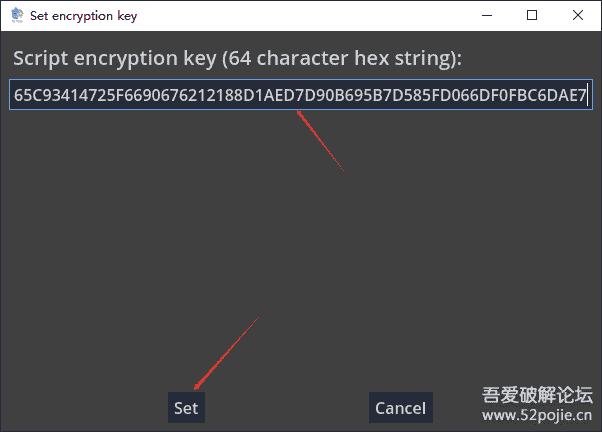 Set encryption key
Script encryption key (64 character hex string):
65C93414725F6690676212188D1AED7D90B695B7D585FD066DF0FBC6DAE7
Set
Cancel
吾爱破解论坛
www.52pojie.cn